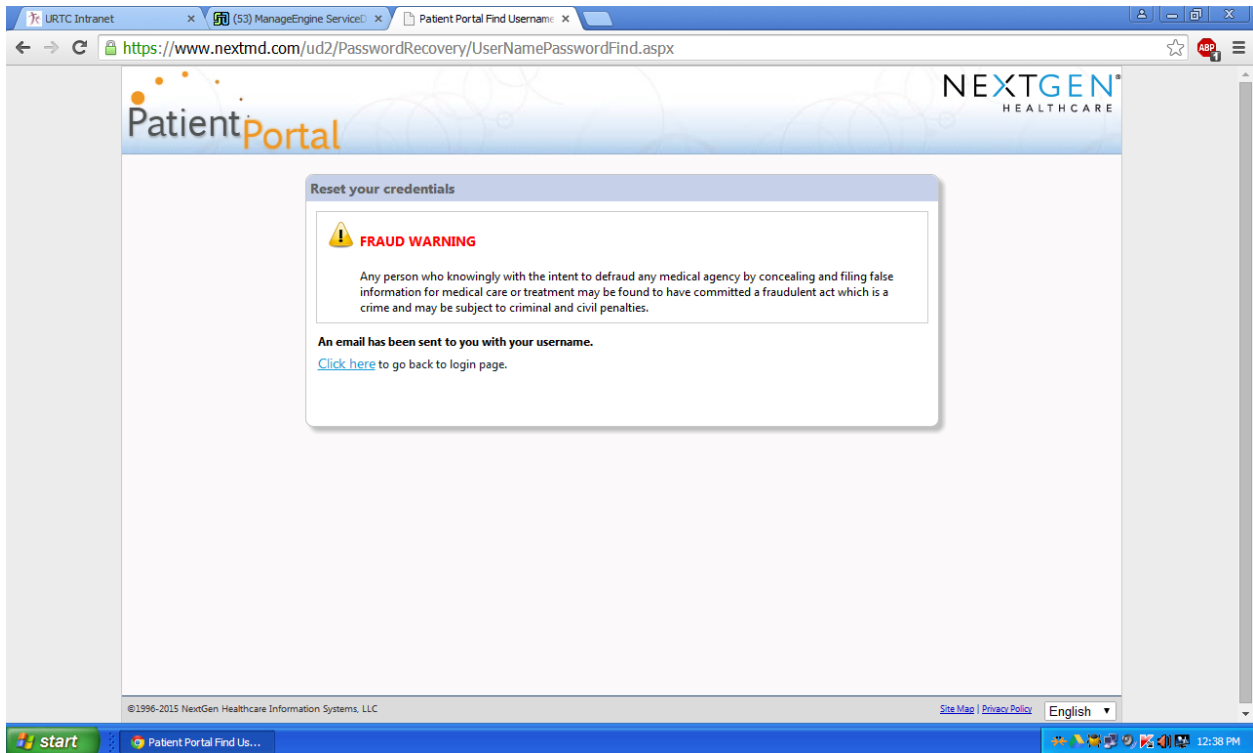 URTC Intranet
(53) ManageEngine ServiceD
Patient Portal Find Username
https://www.nextmd.com/ud2/PasswordRecovery/UserNamePasswordFind.aspx
ABP
1
PatientPortal
NEXTGEN®
HEALTHCARE
Reset your credentials
FRAUD WARNING
Any person who knowingly with the intent to defraud any medical agency by concealing and filing false
information for medical care or treatment may be found to have committed a fraudulent act which is a
crime and may be subject to criminal and civil penalties.
An email has been sent to you with your username.
Click here to go back to login page.
©1996-2015 NextGen Healthcare Information Systems, LLC
Site Map | Privacy Policy
English
start
Patient Portal Find Us...
12:38 PM